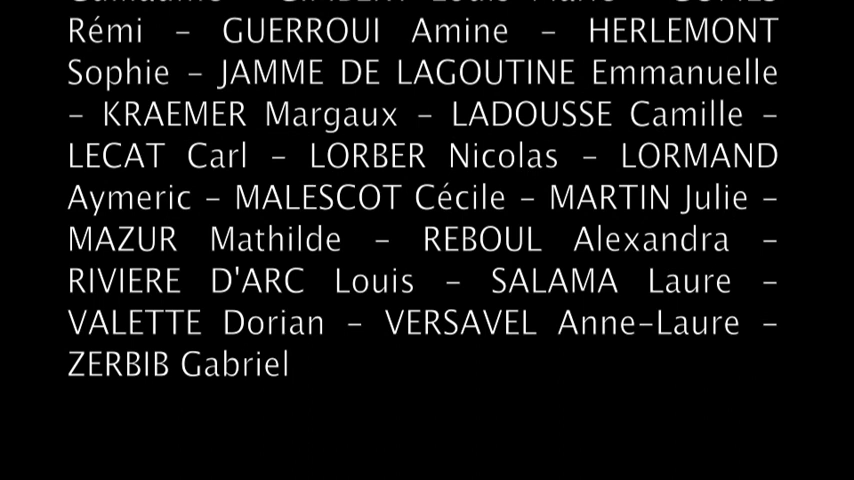 Rémi – GUERROUI Amine – HERLEMONT
Sophie – JAMME DE LAGOUTINE Emmanuelle
– KRAEMER Margaux – LADOUSSE Camille –
LECAT Carl – LORBER Nicolas – LORMAND
Aymeric – MALESCOT Cécile – MARTIN Julie –
MAZUR Mathilde – REBOUL Alexandra –
RIVIERE D'ARC Louis – SALAMA Laure –
VALETTE Dorian – VERSAVEL Anne-Laure –
ZERBIB Gabriel